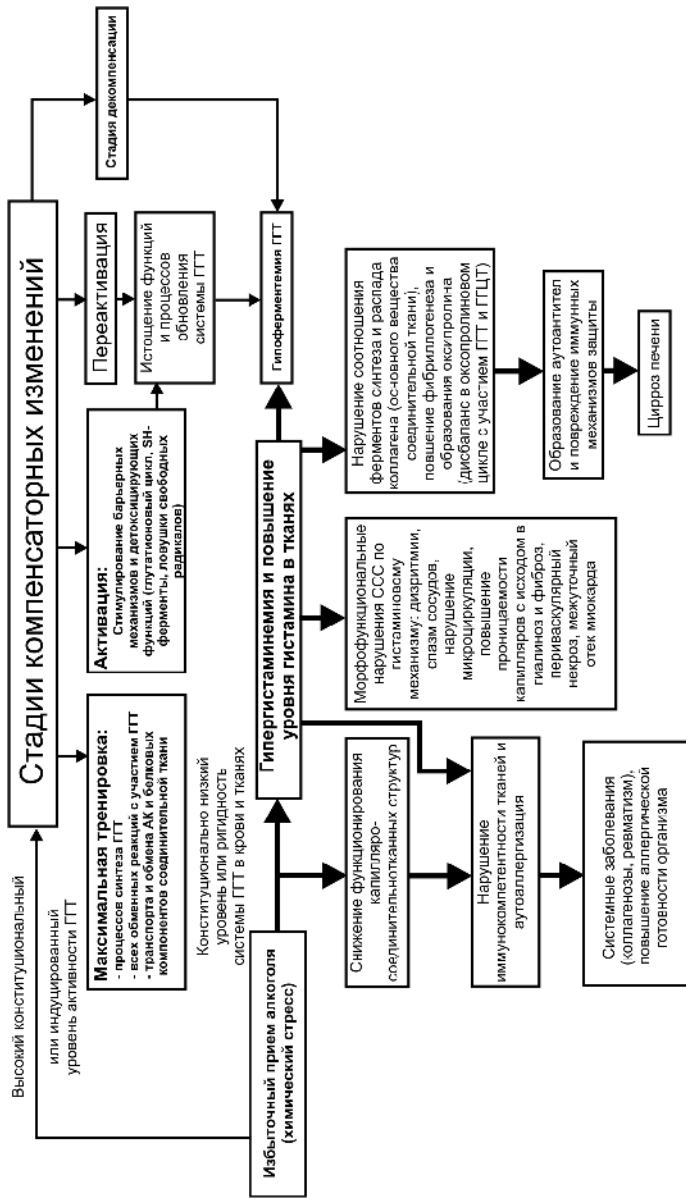 Стадии компенсаторных изменений
Высокий конституциональный
или индуцированный
уровень активности ГГТ
Максимальная тренировка:
- процессов синтеза ГГТ
- всех обменных реакций с участием ГГТ
- транспорта и обмена АК и белковых
компонентов соединительной ткани
Активация:
Стимулирование барьерных
механизмов и детоксицирующих
функций (глутатионовый цикл, SH-
ферменты, ловушки свободных
радикалов)
Переактивация
Истощение функций
и процессов
обновления
системы ГГТ
Стадия декомпенсации
Избыточный прием алкоголя
(химический стресс)
Конституционально низкий
уровень или ригидность
системы ГГТ в крови и тканях
Гипергистаминемия и повышение
уровня гистамина в тканях
Гипоферментемия ГГТ
Снижение функционирования
капилляро-
соединительнотканных структур
Нарушение
иммунокомпетентности тканей и
аутоаллергизация
Системные заболевания
(коллагенозы, ревматизм),
повышение аллергической
готовности организма
Морфофункциональные
нарушения ССС по
гистаминовому
механизму: дизритмии,
спазм сосудов,
нарушение
микроциркуляции,
повышение
проницаемости
капилляров с исходом в
гиалиноз и фиброз,
периваскулярный
некроз, межуточный
отек миокарда
Нарушение соотношения
ферментов синтеза и распада
коллагена (основного вещества
соединительной ткани),
повшение фибриллогенеза и
образования оксипролина
(дисбаланс в оксопролиновом
цикле с участием ГГТ и ГГЦТ)
Образование аутоантител
и повреждение иммунных
механизмов защиты
Цирроз печени